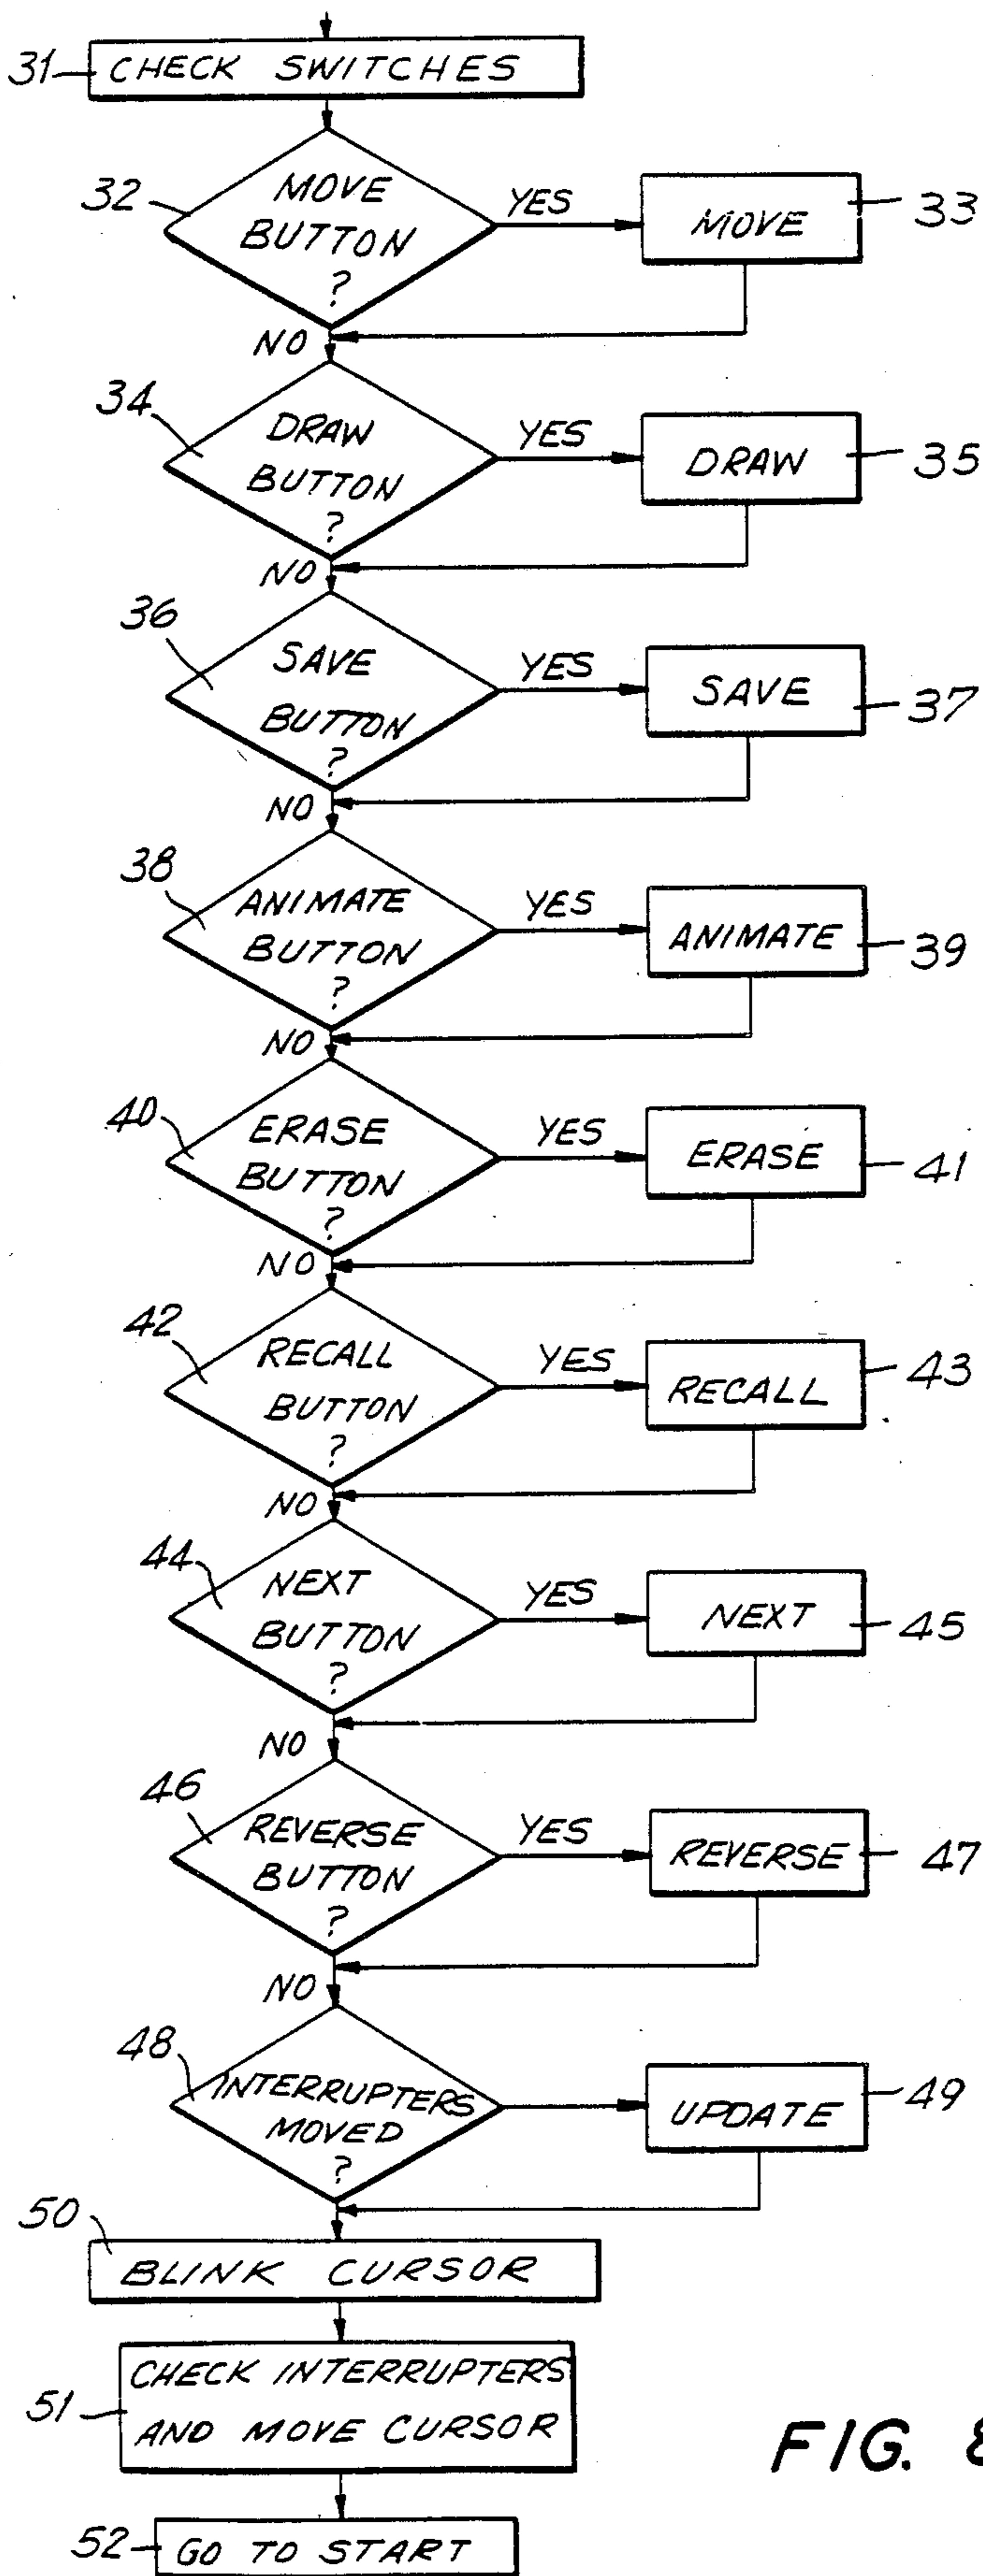 31 CHECK SWITCHES
32 MOVE BUTTON ?
YES
MOVE 33
NO
34 DRAW BUTTON ?
YES
DRAW 35
NO
36 SAVE BUTTON ?
YES
SAVE 37
NO
38 ANIMATE BUTTON ?
YES
ANIMATE 39
NO
40 ERASE BUTTON ?
YES
ERASE 41
NO
42 RECALL BUTTON ?
YES
RECALL 43
NO
44 NEXT BUTTON ?
YES
NEXT 45
NO
46 REVERSE BUTTON ?
YES
REVERSE 47
NO
48 INTERRUPTERS MOVED ?
UPDATE 49
50 BLINK CURSOR
51 CHECK INTERRUPTERS
AND MOVE CURSOR
FIG. 8
52 GO TO START